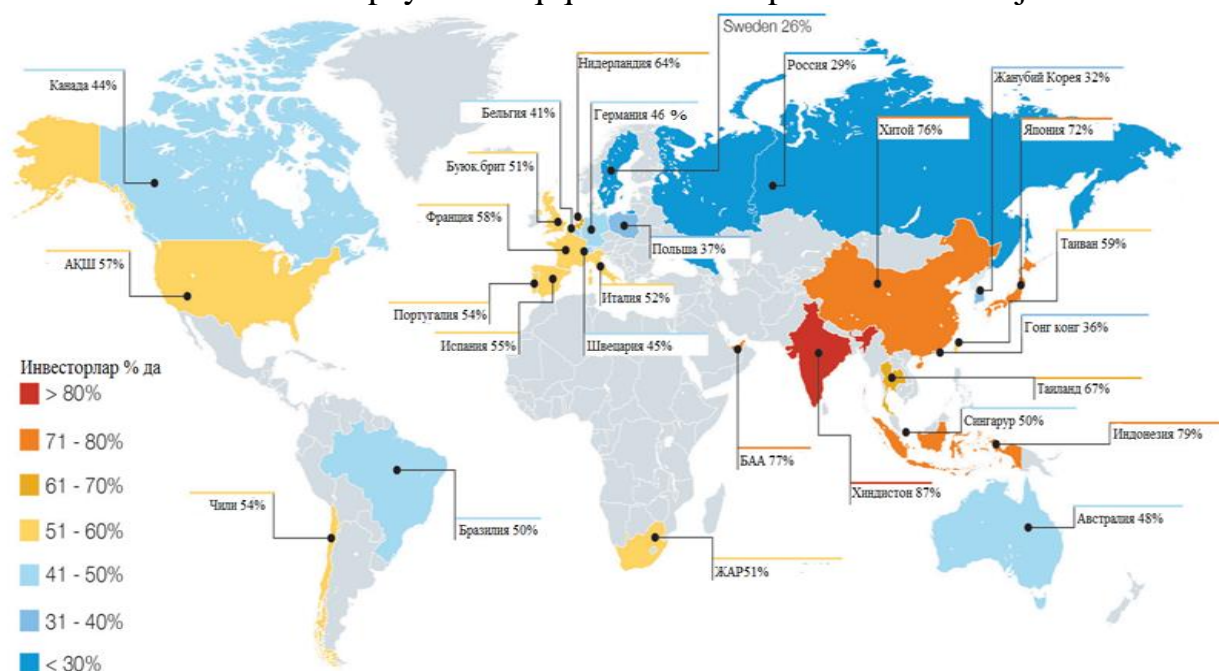 Sweden 26%
Нидерландия 64%
Россия 29%
Жанубий Корея 32%
Канада 44%
Бельгия 41%
Германия 46 %
Хитой 76%
Япония 72%
Буюк.брит 51%
Франция 58%
Польша 37%
Таиван 59%
АҚШ 57%
Италия 52%
Португалия 54%
Гонг конг 36%
Испания 55%
Швецария 45%
Инвесторлар % да
> 80%
71 - 80%
61 - 70%
51 - 60%
41 - 50%
31 - 40%
< 30%
Таиланд 67%
Сингарур 50%
Индонезия 79%
БАА 77%
Хиндистон 87%
Чили 54%
Бразилия 50%
Австралия 48%
ЖАР51%